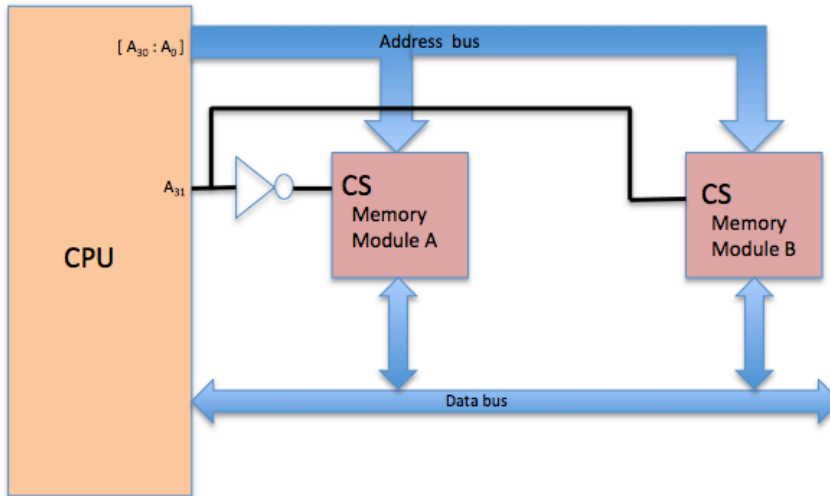 [ A₃₀ : A₀ ]
Address bus
A₃₁
CPU
CS
Memory
Module A
CS
Memory
Module B
Data bus